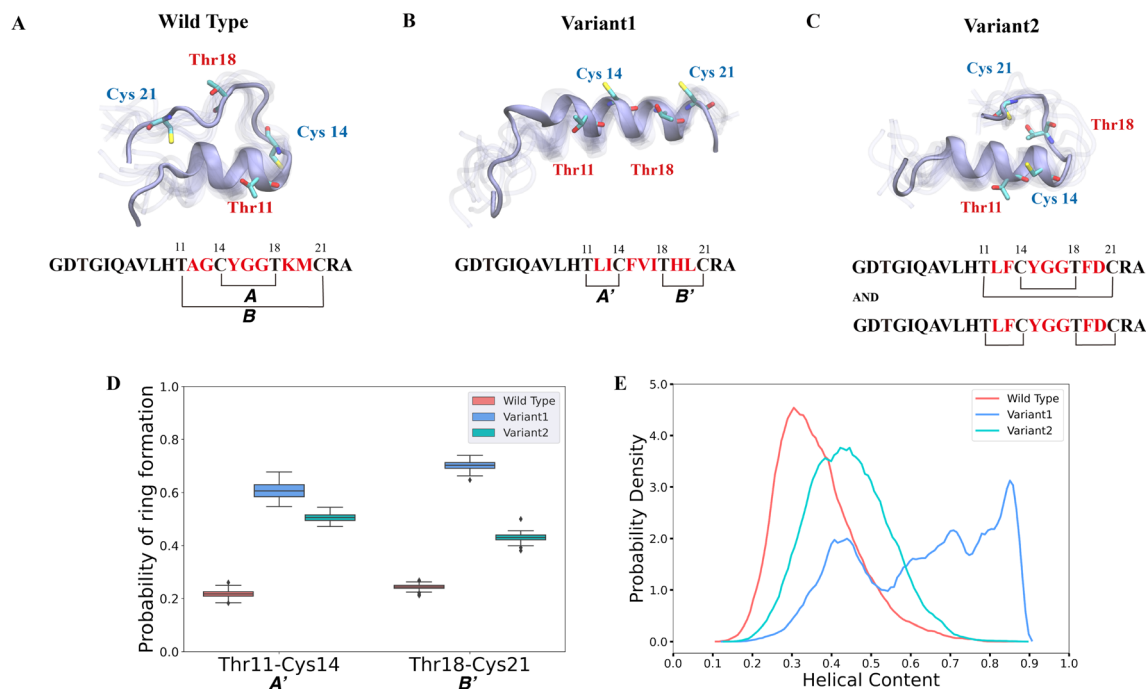 A
Wild Type
Thr18
Cys 21
Cys 14
Thr11
11 14 18 21
GDTGIQAVLHTAGCYGGTKMCRA
A
B
B
Variant1
Cys 14
Cys 21
Thr11
Thr18
11 14 18 21
GDTGIQAVLHTLICFVITHLCRA
A’
B’
C
Variant2
Cys 21
Thr18
Thr11
Cys 14
11 14 18 21
GDTGIQAVLHTLFCYGGTFDCRA
AND
GDTGIQAVLHTLFCYGGTFDCRA
D
Probability of ring formation
1.0
0.8
0.6
0.4
0.2
0.0
Wild Type
Variant1
Variant2
Thr11-Cys14
Thr18-Cys21
A’
B’
E
Probability Density
5.0
4.0
3.0
2.0
1.0
0.0
Wild Type
Variant1
Variant2
0.0 0.1 0.2 0.3 0.4 0.5 0.6 0.7 0.8 0.9 1.0
Helical Content